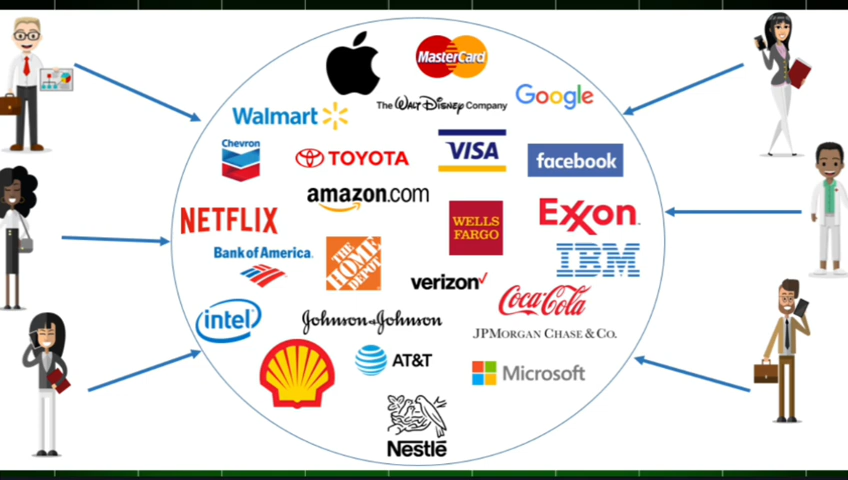 MasterCard
The Walt Disney Company
Google
Walmart
Chevron
TOYOTA
VISA
facebook
amazon.com
NETFLIX
WELLS
FARGO
Exxon
Bank of America
THE
HOME
DEPOT
verizon
IBM
Coca-Cola
intel
Johnson & Johnson
JPMORGAN CHASE & CO.
AT&T
Microsoft
Nestlé